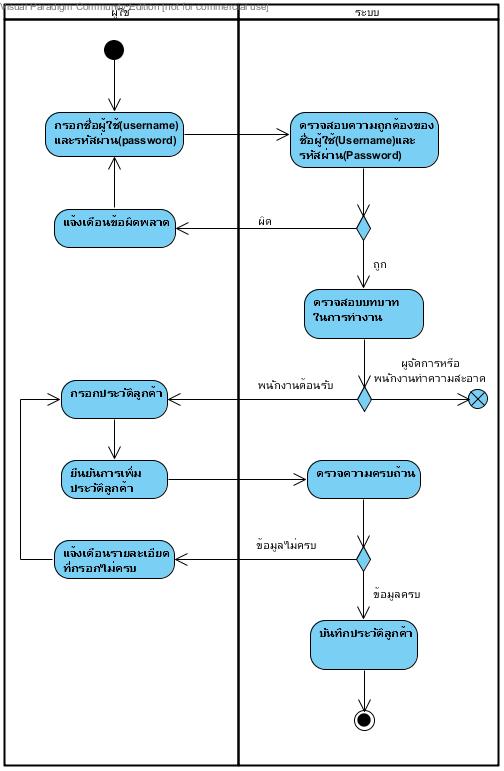 Visual Paradigm Community Edition [not for commercial use]
ผู้ใช้
ระบบ
กรอกชื่อผู้ใช้(username)
และรหัสผ่าน(password)
ตรวจสอบความถูกต้องของ
ชื่อผู้ใช้(Username)และ
รหัสผ่าน(Password)
แจ้งเตือนข้อผิดพลาด
ผิด
ถูก
ตรวจสอบบทบาท
ในการทำงาน
ผู้จัดการหรือ
พนักงานทำความสะอาด
พนักงานต้อนรับ
กรอกประวัติลูกค้า
ยืนยันการเพิ่ม
ประวัติลูกค้า
ตรวจความครบถ้วน
ข้อมูลไม่ครบ
แจ้งเตือนรายละเอียด
ที่กรอกไม่ครบ
ข้อมูลครบ
บันทึกประวัติลูกค้า